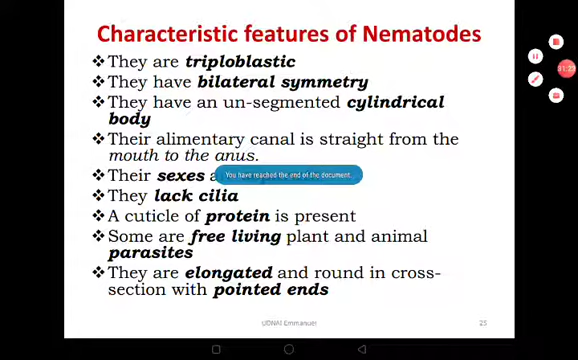 Characteristic features of Nematodes
❖They are triploblastic
❖They have bilateral symmetry
❖They have an un-segmented cylindrical
body
❖Their alimentary canal is straight from the
mouth to the anus.
❖Their sexes a
You have reached the end of the document.
❖They lack cilia
❖A cuticle of protein is present
❖Some are free living plant and animal
parasites
❖They are elongated and round in cross-
section with pointed ends
UDNAI Emmanuel
25